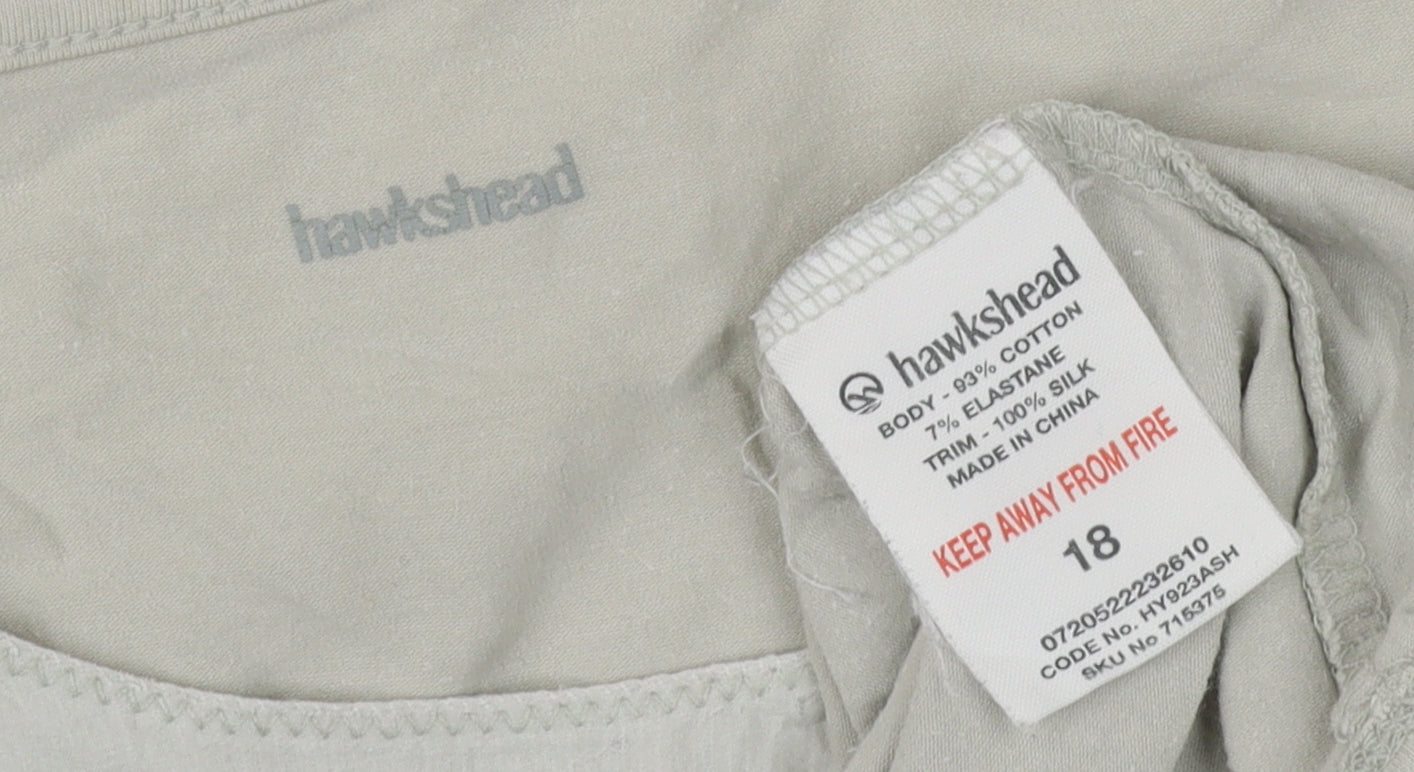 hawkshead
hawkshead
BODY - 93% COTTON
7% ELASTANE
TRIM - 100% SILK
MADE IN CHINA
KEEP AWAY FROM FIRE
18
0720522232610
CODE No. HY923ASH
SKU No 715375